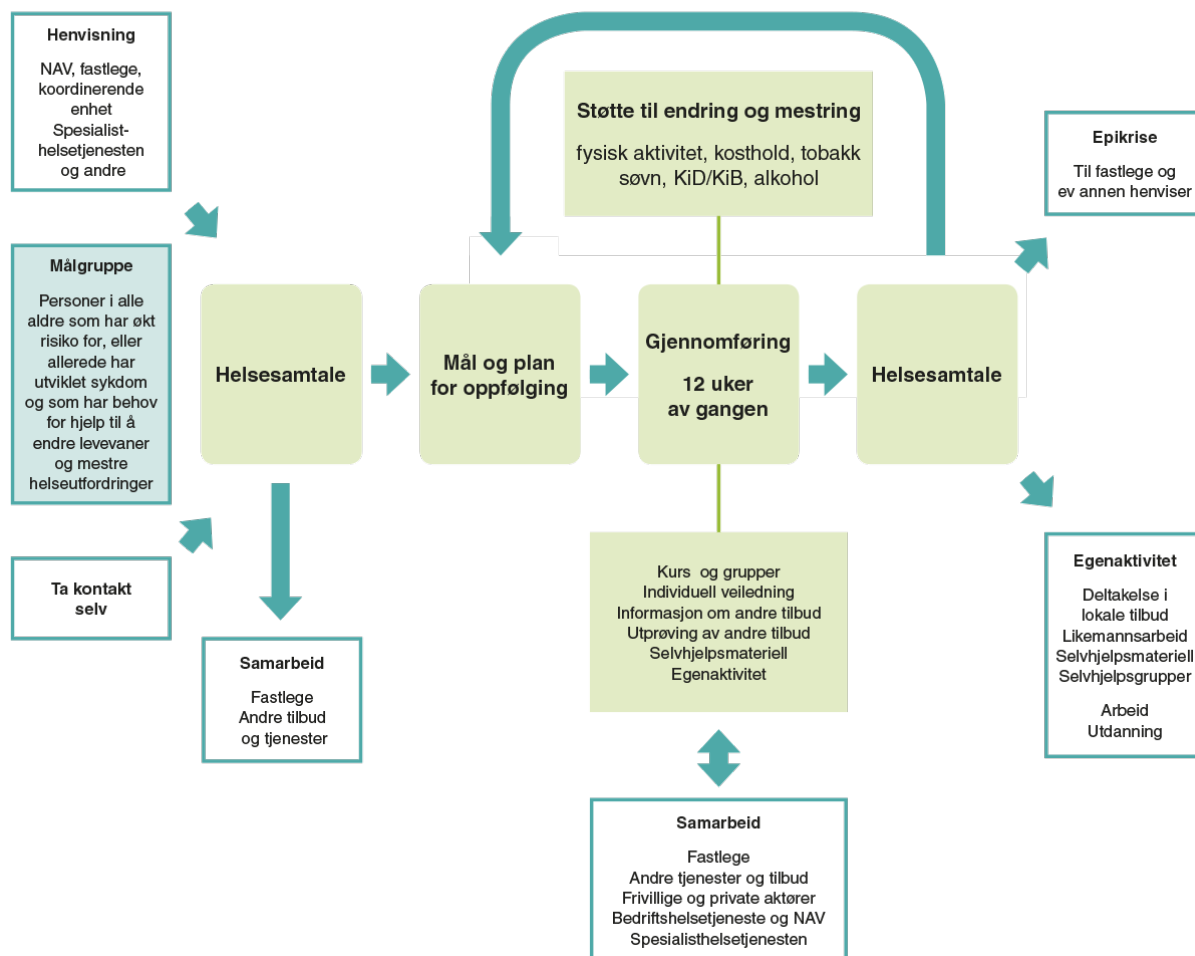 Henvisning
NAV, fastlege,
koordinerende
enhet
Spesialist-
helsetjenesten
og andre
Målgruppe
Personer i alle
aldre som har økt
risiko for, eller
allerede har
utviklet sykdom
og som har behov
for hjelp til å
endre levevaner
og mestre
helseutfordringer
Ta kontakt
selv
Helsesamtale
Samarbeid
Fastlege
Andre tilbud
og tjenester
Mål og plan
for oppfølging
Støtte til endring og mestring
fysisk aktivitet, kosthold, tobakk
søvn, KiD/KiB, alkohol
Gjennomføring
12 uker
av gangen
Kurs og grupper
Individuell veiledning
Informasjon om andre tilbud
Utprøving av andre tilbud
Selvhjelpsmateriell
Egenaktivitet
Samarbeid
Fastlege
Andre tjenester og tilbud
Frivillige og private aktører
Bedriftshelsetjeneste og NAV
Spesialisthelsetjenesten
Helsesamtale
Epikrise
Til fastlege og
ev annen henviser
Egenaktivitet
Deltakelse i
lokale tilbud
Likemannsarbeid
Selvhjelpsmateriell
Selvhjelpsgrupper
Arbeid
Utdanning